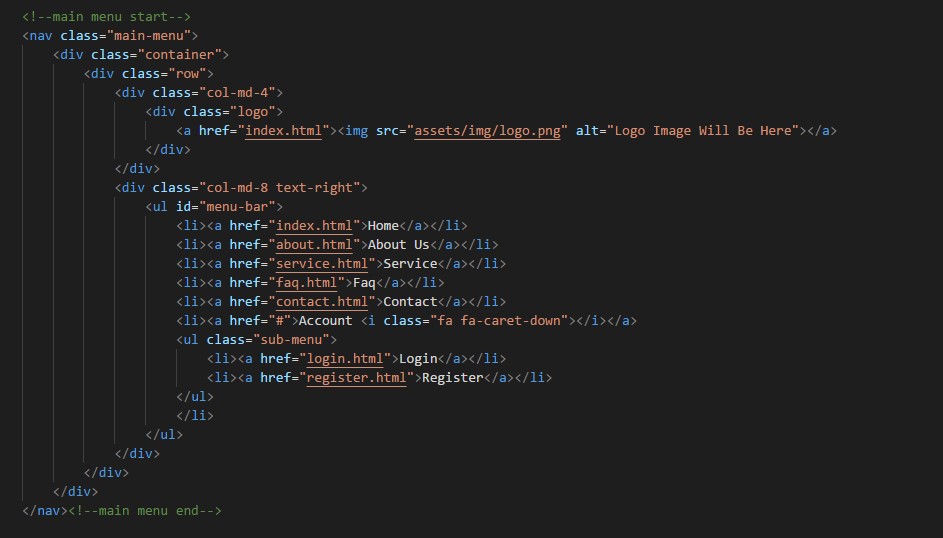 <!--main menu start-->
<nav class="main-menu">
<div class="container">
<div class="row">
<div class="col-md-4">
<div class="logo">
<a href="index.html"><img src="assets/img/logo.png" alt="Logo Image Will Be Here"></a>
</div>
</div>
<div class="col-md-8 text-right">
<ul id="menu-bar">
<li><a href="index.html">Home</a></li>
<li><a href="about.html">About Us</a></li>
<li><a href="service.html">Service</a></li>
<li><a href="faq.html">Faq</a></li>
<li><a href="contact.html">Contact</a></li>
<li><a href="#">Account <i class="fa fa-caret-down"></i></a>
<ul class="sub-menu">
<li><a href="login.html">Login</a></li>
<li><a href="register.html">Register</a></li>
</ul>
</li>
</ul>
</div>
</div>
</div>
</nav><!--main menu end-->